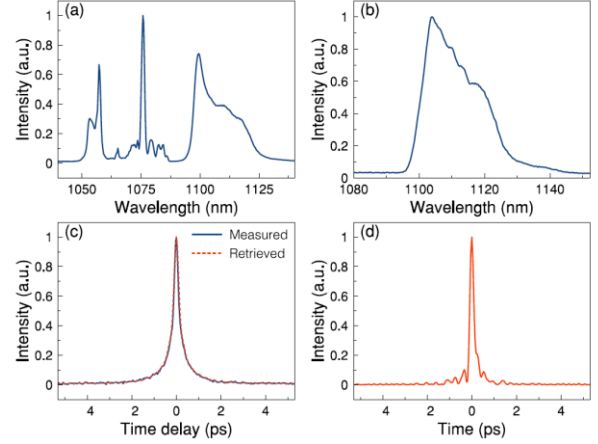 (a)
Intensity (a.u.)
1
0.8
0.6
0.4
0.2
0
1050 1075 1100 1125
Wavelength (nm)
(b)
Intensity (a.u.)
1
0.8
0.6
0.4
0.2
0
1080 1100 1120 1140
Wavelength (nm)
(c)
Measured
Retrieved
Intensity (a.u.)
1
0.8
0.6
0.4
0.2
0
4 2 0 2 4
Time delay (ps)
(d)
Intensity (a.u.)
1
0.8
0.6
0.4
0.2
0
4 2 0 2 4
Time (ps)